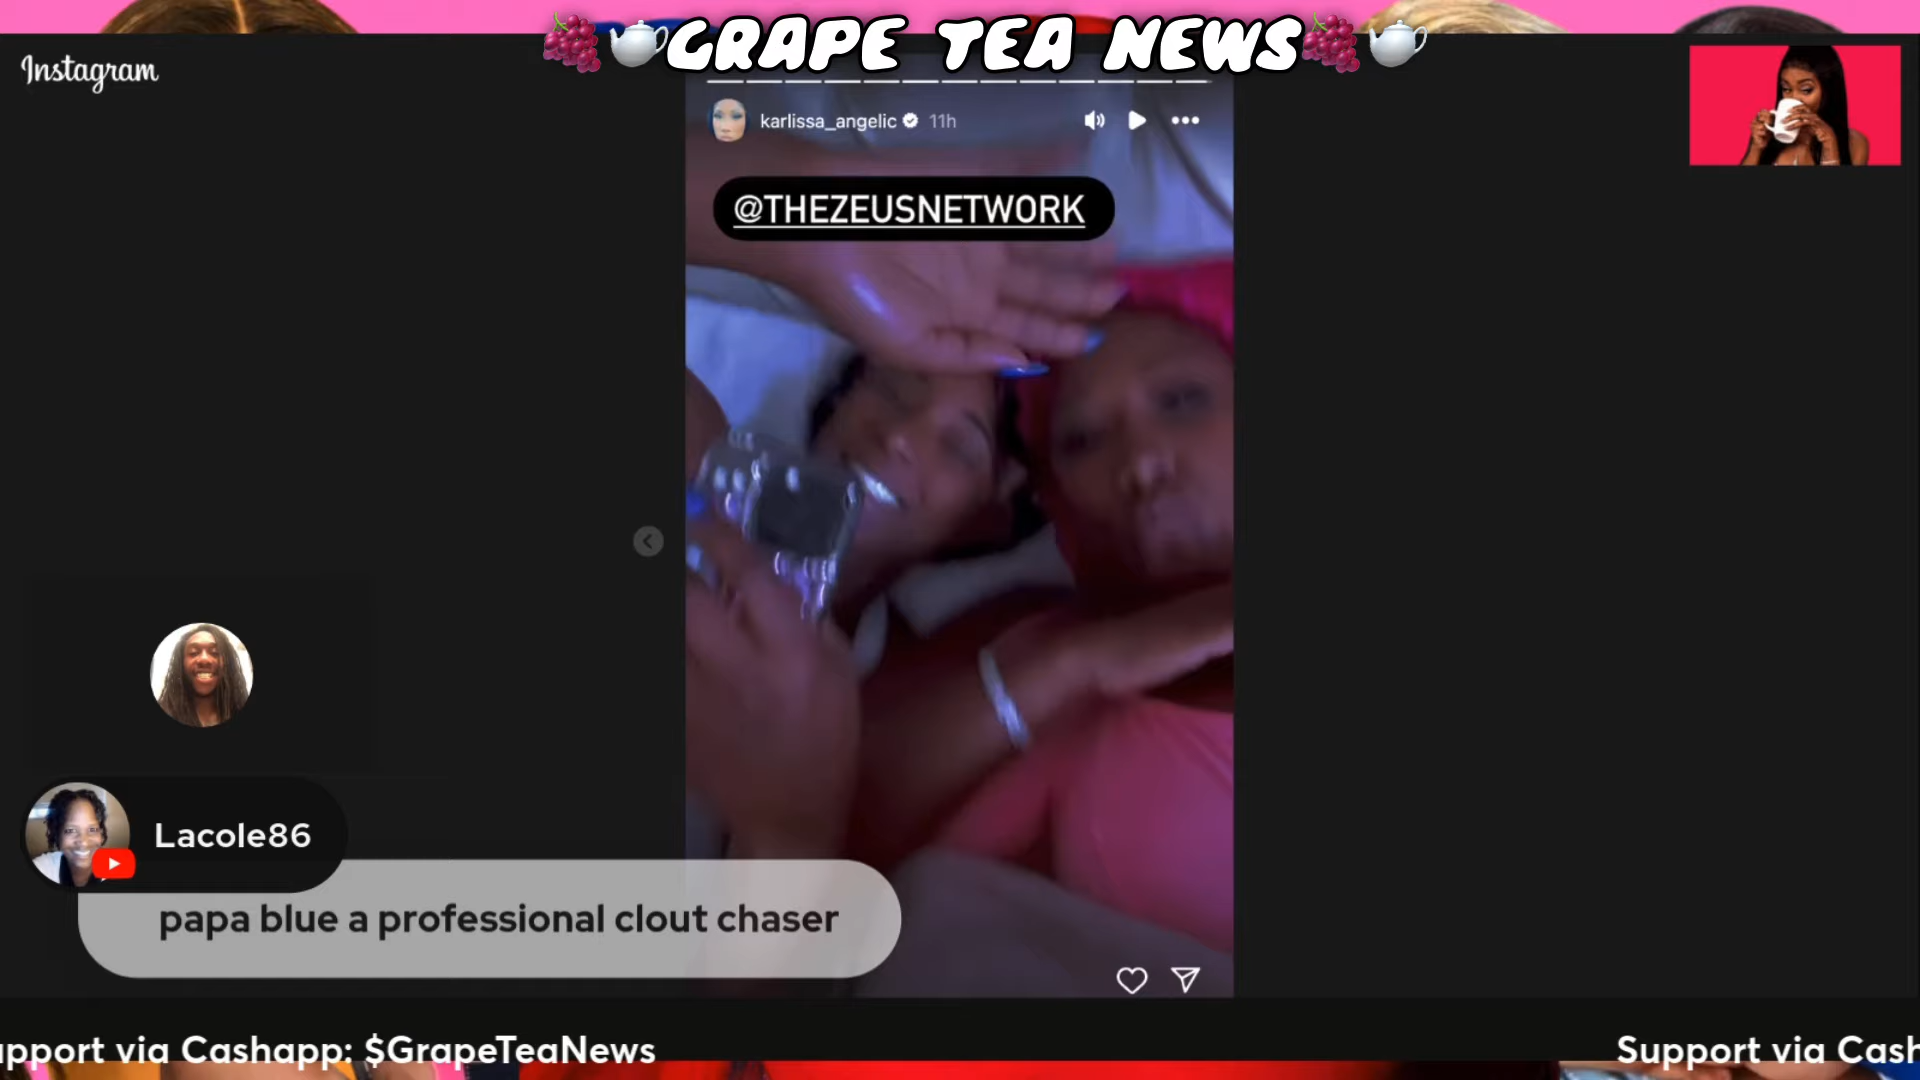 GRAPE TEA NEWS
Instagram
karlissa_angelic 11h
@THEZEUSNETWORK
Lacole86
papa blue a professional clout chaser
pport via Cashapp: $GrapeTeaNews
Support via Cash